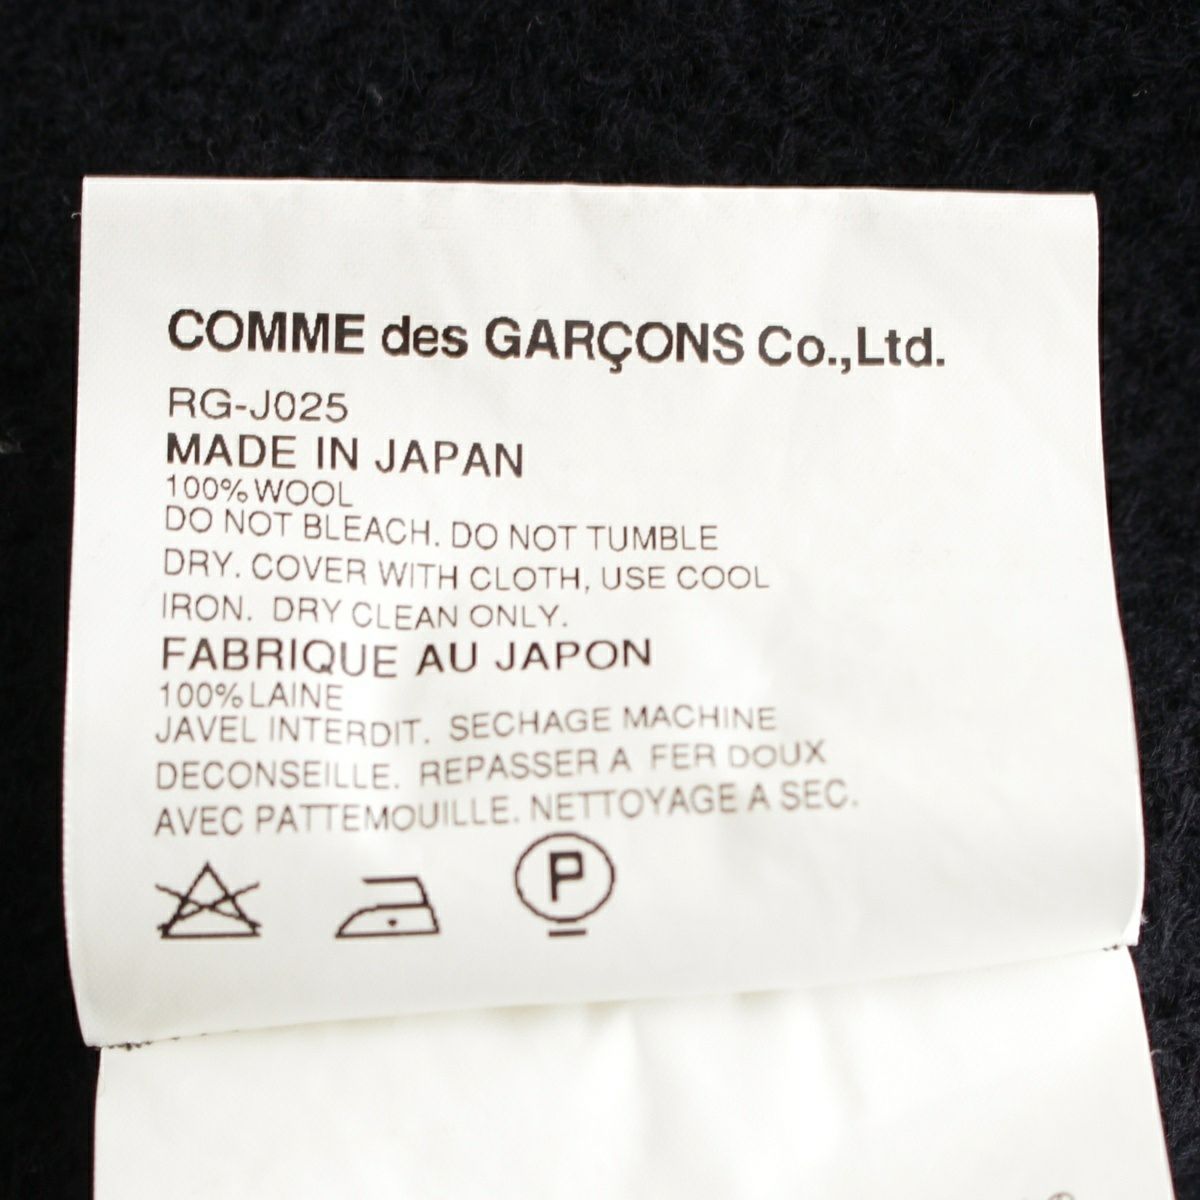 COMME des GARÇONS Co.,Ltd.
RG-J025
MADE IN JAPAN
100% WOOL
DO NOT BLEACH. DO NOT TUMBLE
DRY. COVER WITH CLOTH, USE COOL
IRON. DRY CLEAN ONLY.
FABRIQUE AU JAPON
100% LAINE
JAVEL INTERDIT. SECHAGE MACHINE
DECONSEILLE. REPASSER A FER DOUX
AVEC PATTEMOUILLE. NETTOYAGE A SEC.
P